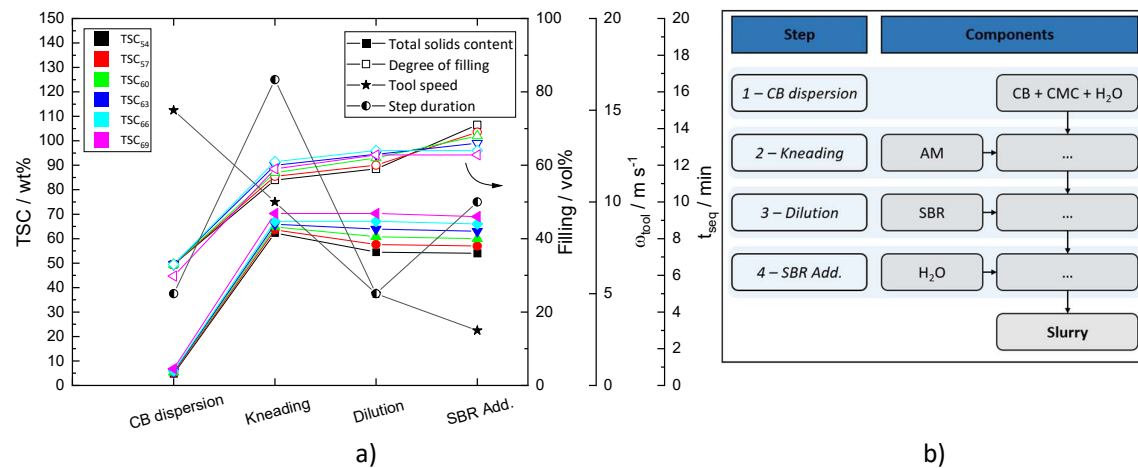 150
140
130
120
110
100
90
80
70
60
50
40
30
20
10
0
TSC / wt%
TSC54
TSC57
TSC60
TSC63
TSC66
TSC69
Total solids content
Degree of filling
Tool speed
Step duration
CB dispersion
Kneading
Dilution
SBR Add.
100
80
60
40
20
0
Filling / vol%
20
15
10
5
0
ωtool / m s-1
20
18
16
14
12
10
8
6
4
2
0
tseq / min
a)
Step
Components
1 – CB dispersion
CB + CMC + H2O
2 – Kneading
AM
...
3 – Dilution
SBR
...
4 – SBR Add.
H2O
...
Slurry
b)